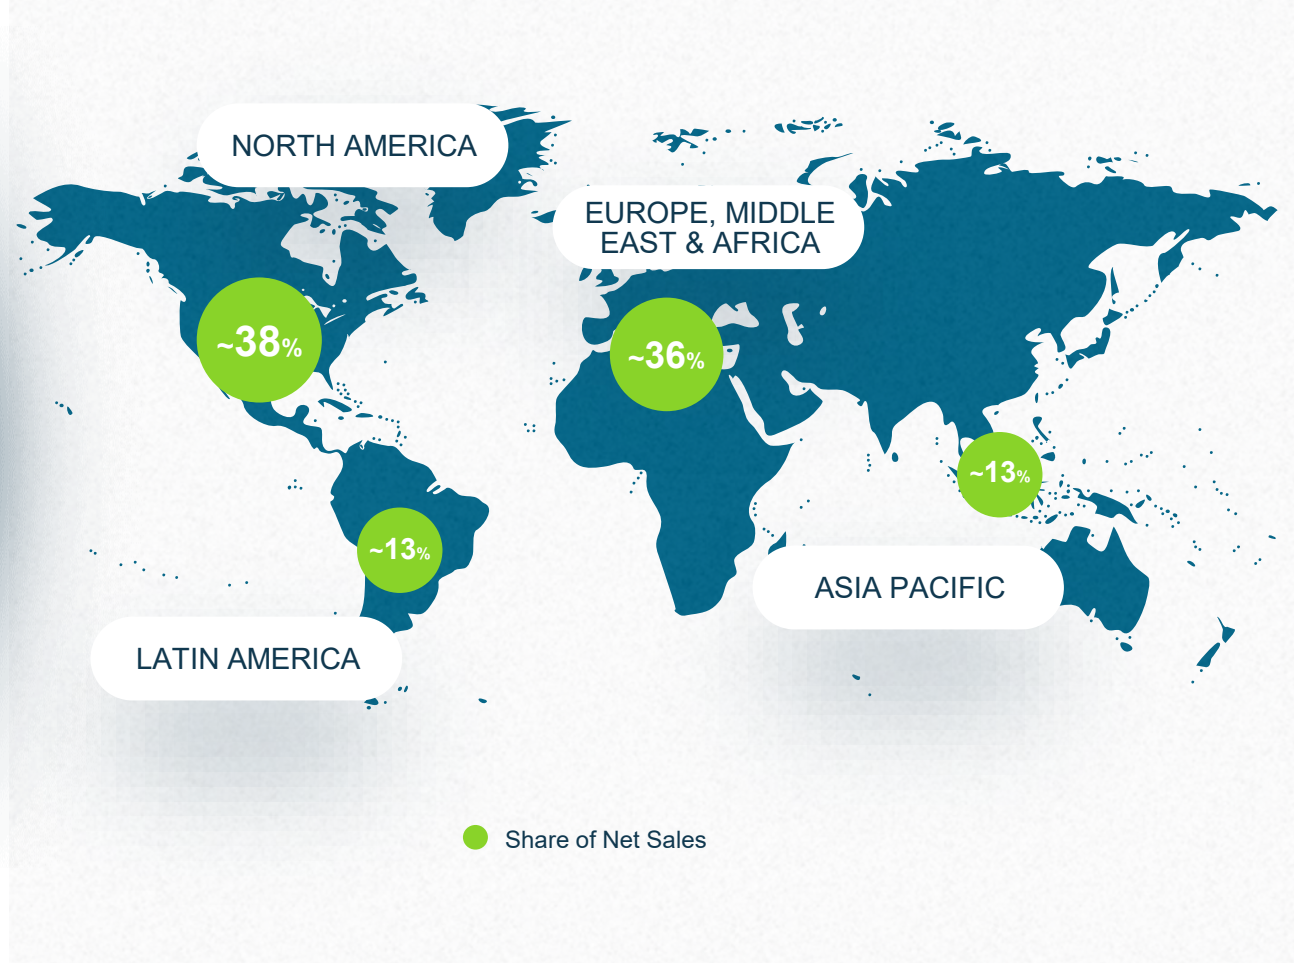 NORTH AMERICA
EUROPE, MIDDLE
EAST & AFRICA
~38%
~36%
~13%
~13%
ASIA PACIFIC
LATIN AMERICA
Share of Net Sales